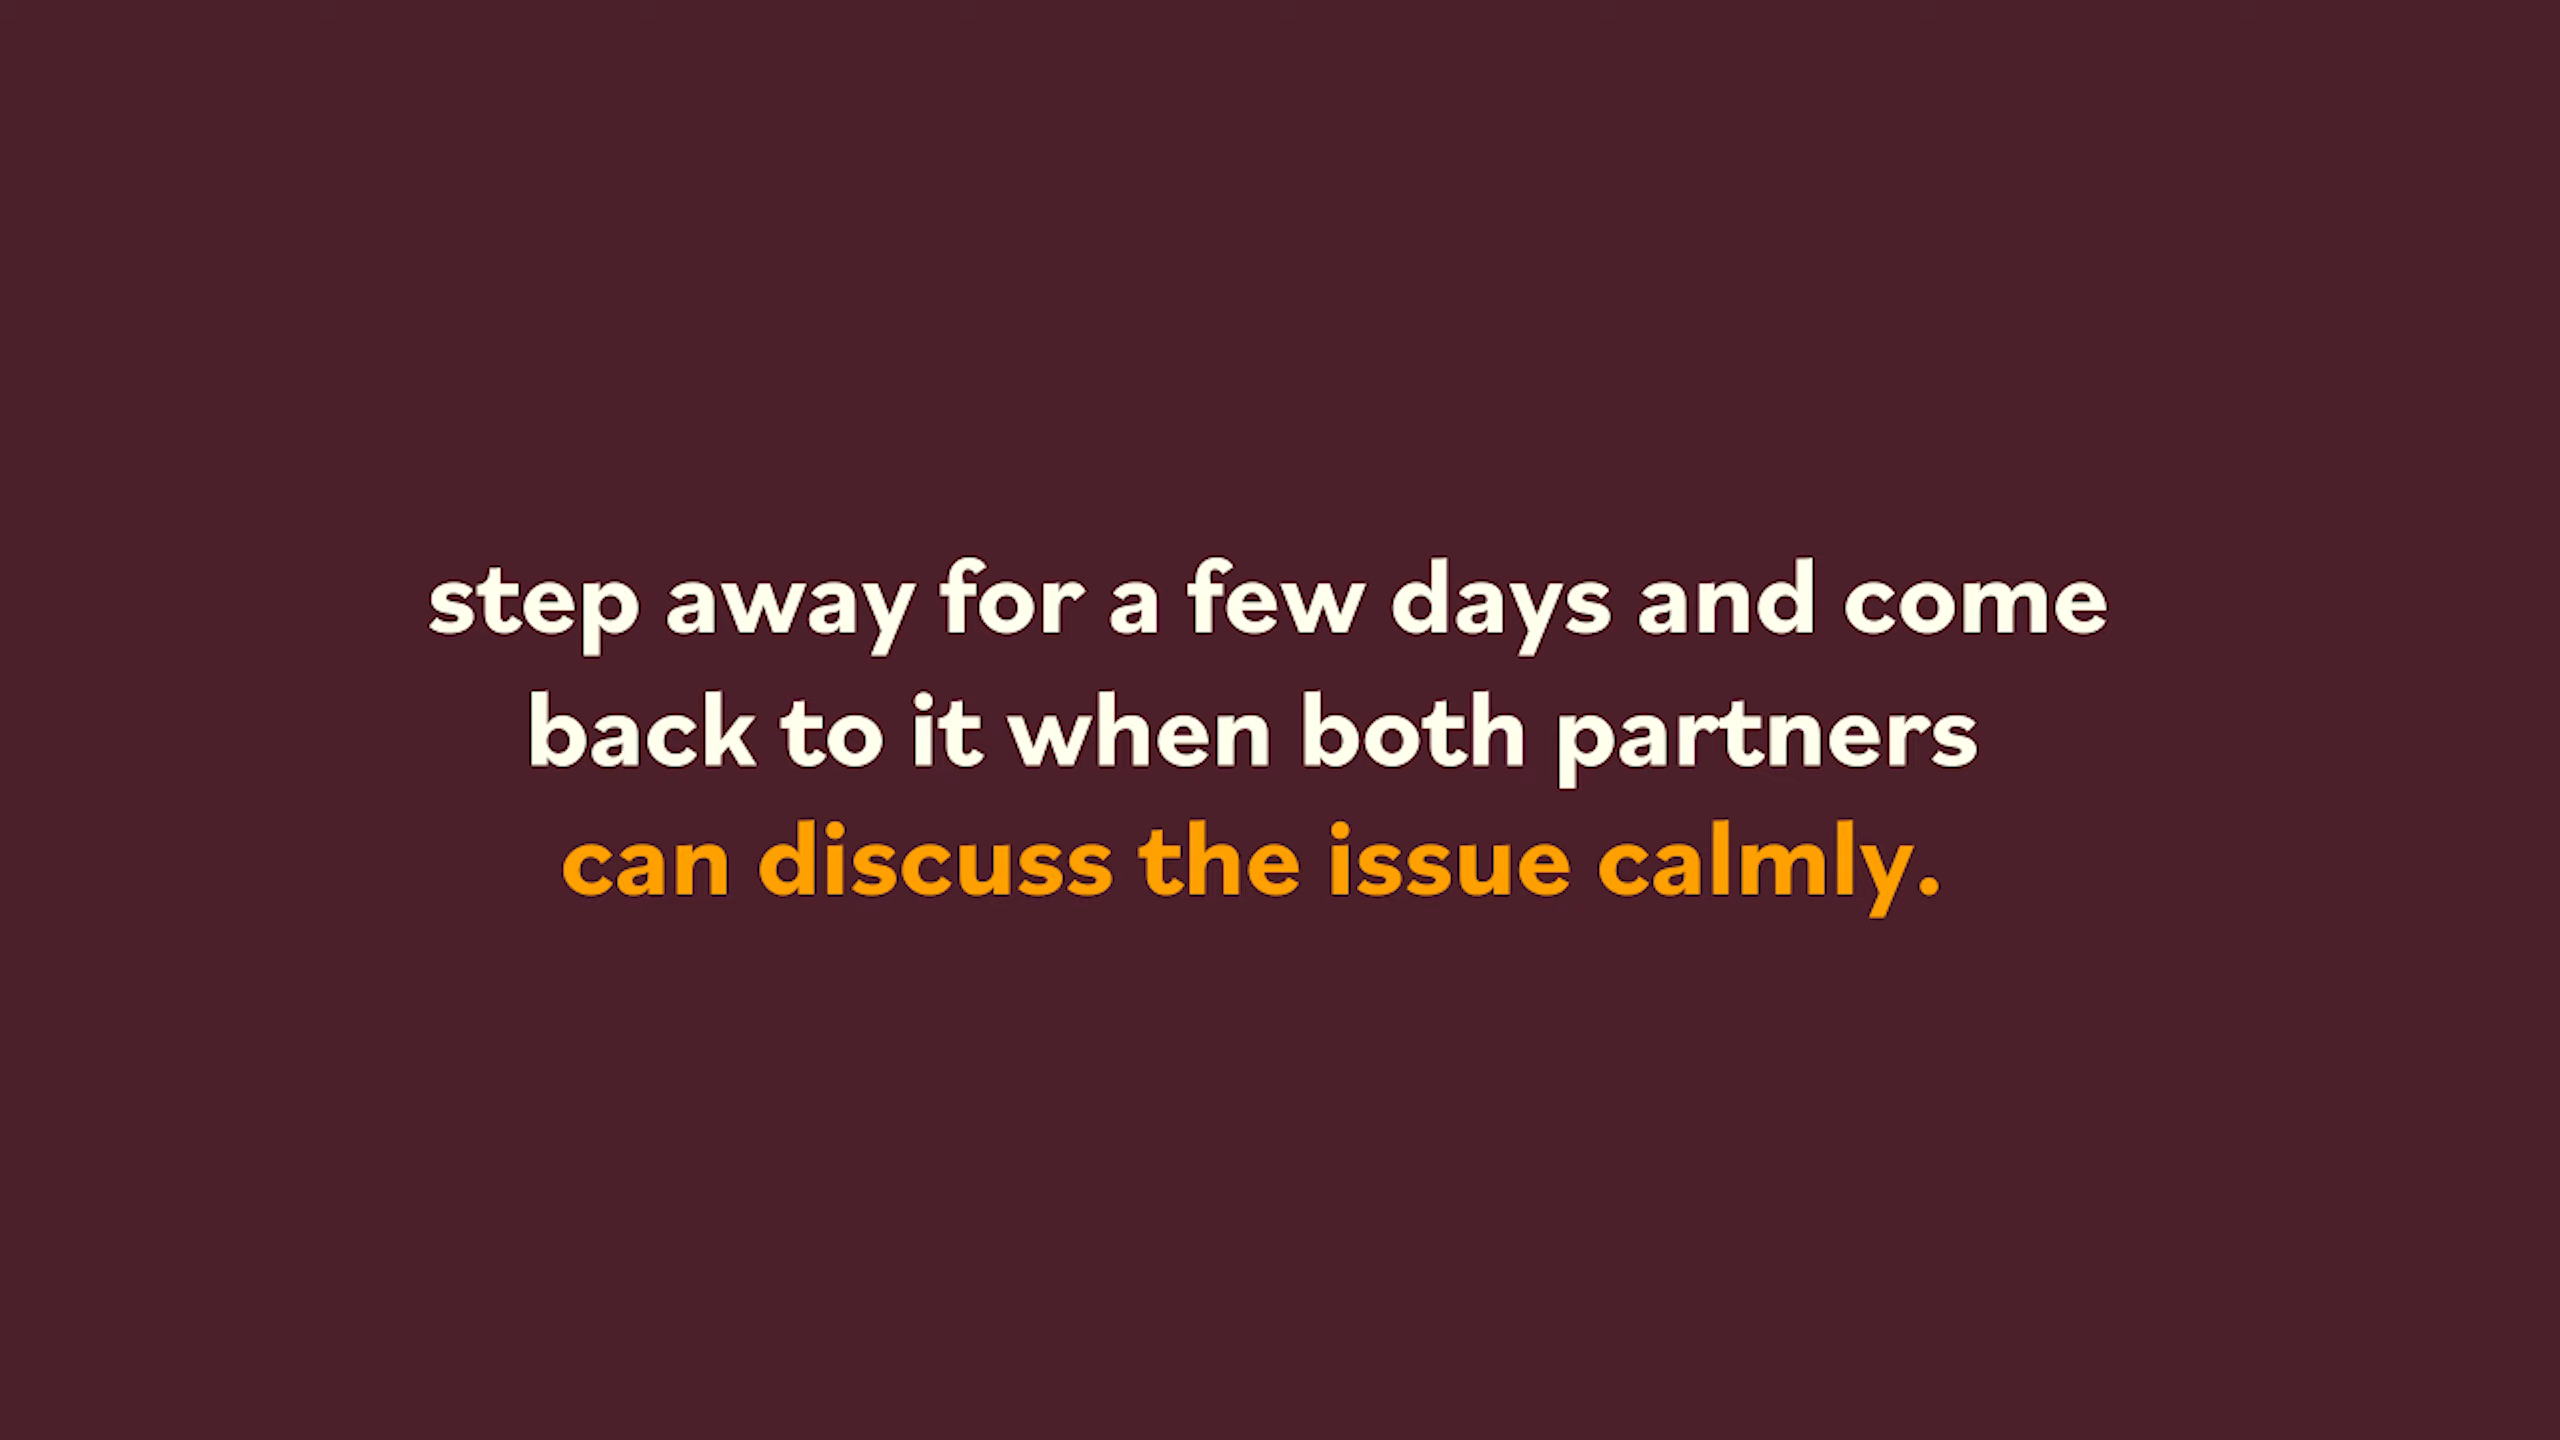 step away for a few days and come
back to it when both partners
can discuss the issue calmly.